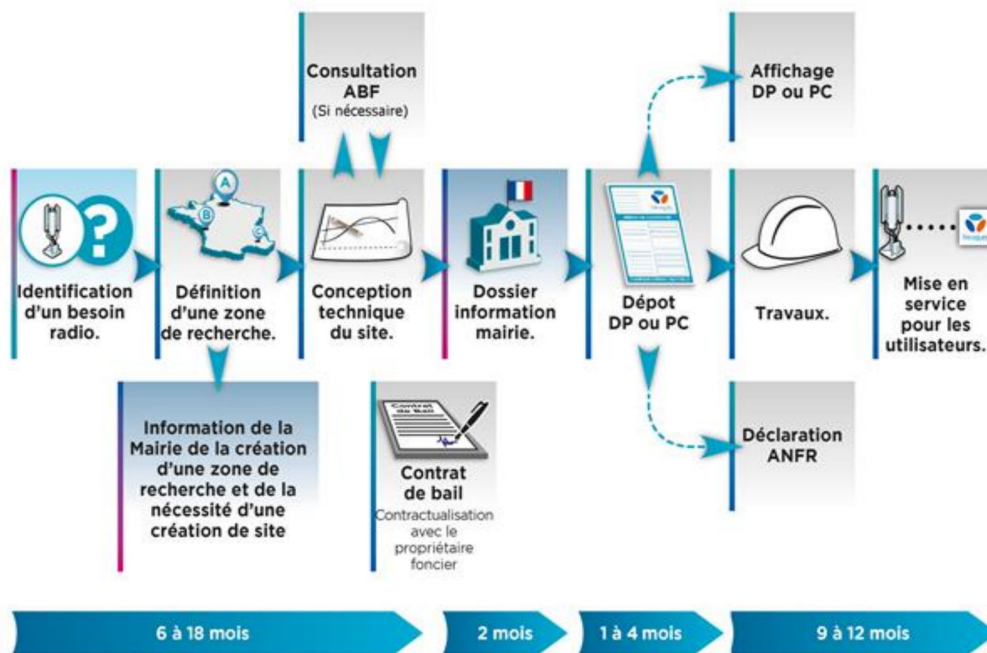 Consultation
ABF
(Si nécessaire)
Affichage
DP ou PC
A
B
C
?
Identification
d'un besoin
radio.
Définition
d'une zone
de recherche.
Conception
technique
du site.
Dossier
information
mairie.
Dépot
DP ou PC
Travaux.
Mise en
service
pour les
utilisateurs.
Information de la
Mairie de la création
d'une zone de
recherche et de la
nécessité d'une
création de site
Contrat
de Bail
Contrat
de bail
Contractualisation
avec le
propriétaire
foncier
Déclaration
ANFR
6 à 18 mois
2 mois
1 à 4 mois
9 à 12 mois